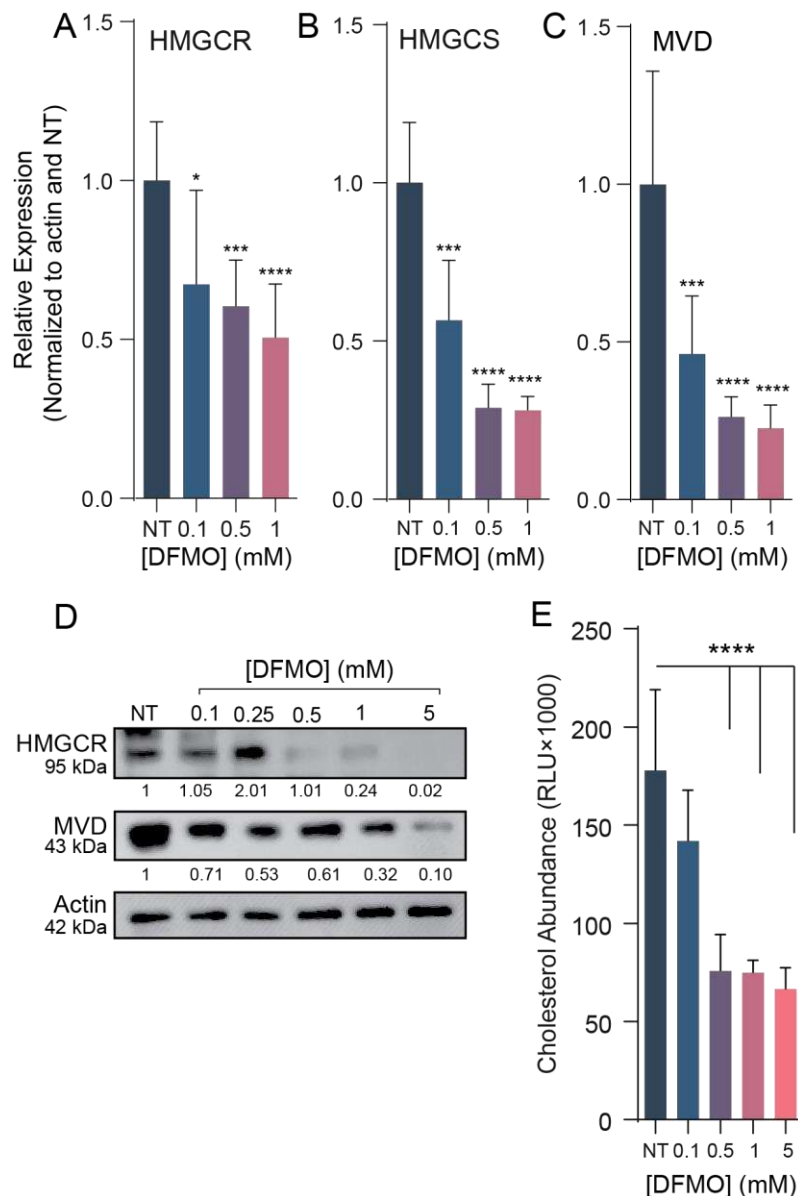 A
HMGCR
Relative Expression
(Normalized to actin and NT)
1.5
1.0
0.5
0.0
*
***
****
NT 0.1 0.5 1
[DFMO] (mM)
B
HMGCS
1.5
1.0
0.5
0.0
***
****
****
NT 0.1 0.5 1
[DFMO] (mM)
C
MVD
1.5
1.0
0.5
0.0
***
****
****
NT 0.1 0.5 1
[DFMO] (mM)
D
[DFMO] (mM)
NT 0.1 0.25 0.5 1 5
HMGCR
95 kDa
1 1.05 2.01 1.01 0.24 0.02
MVD
43 kDa
1 0.71 0.53 0.61 0.32 0.10
Actin
42 kDa
E
Cholesterol Abundance (RLU×1000)
250
200
150
100
50
0
****
NT 0.1 0.5 1 5
[DFMO] (mM)